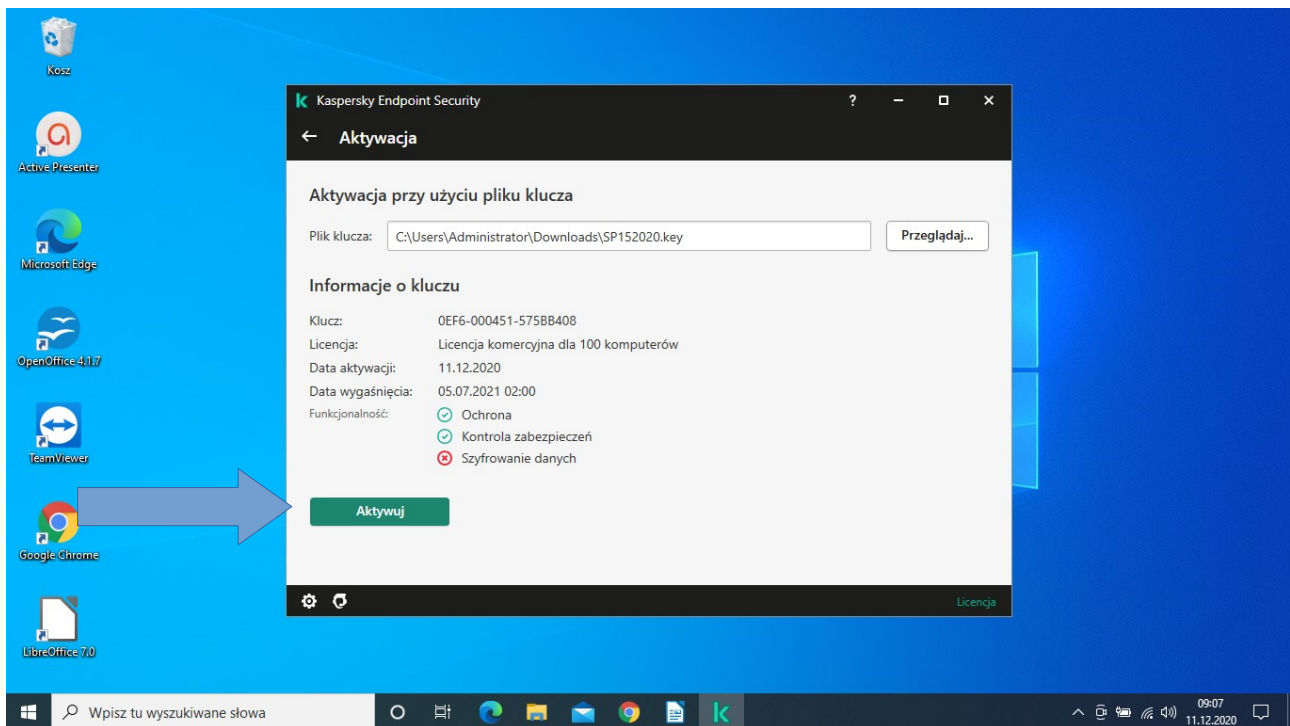 Kosz
Active Presenter
Microsoft Edge
OpenOffice 4.1.7
TeamViewer
Google Chrome
LibreOffice 7.0
Kaspersky Endpoint Security
?
Aktywacja
Aktywacja przy użyciu pliku klucza
Plik klucza: C:\Users\Administrator\Downloads\SP152020.key Przeglądaj...
Informacje o kluczu
Klucz: 0EF6-000451-575BB408
Licencja: Licencja komercyjna dla 100 komputerów
Data aktywacji: 11.12.2020
Data wygaśnięcia: 05.07.2021 02:00
Funkcjonalność: Ochrona
Kontrola zabezpieczeń
Szyfrowanie danych
Aktywuj
Licencja
Wpisz tu wyszukiwane słowa
09:07
11.12.2020